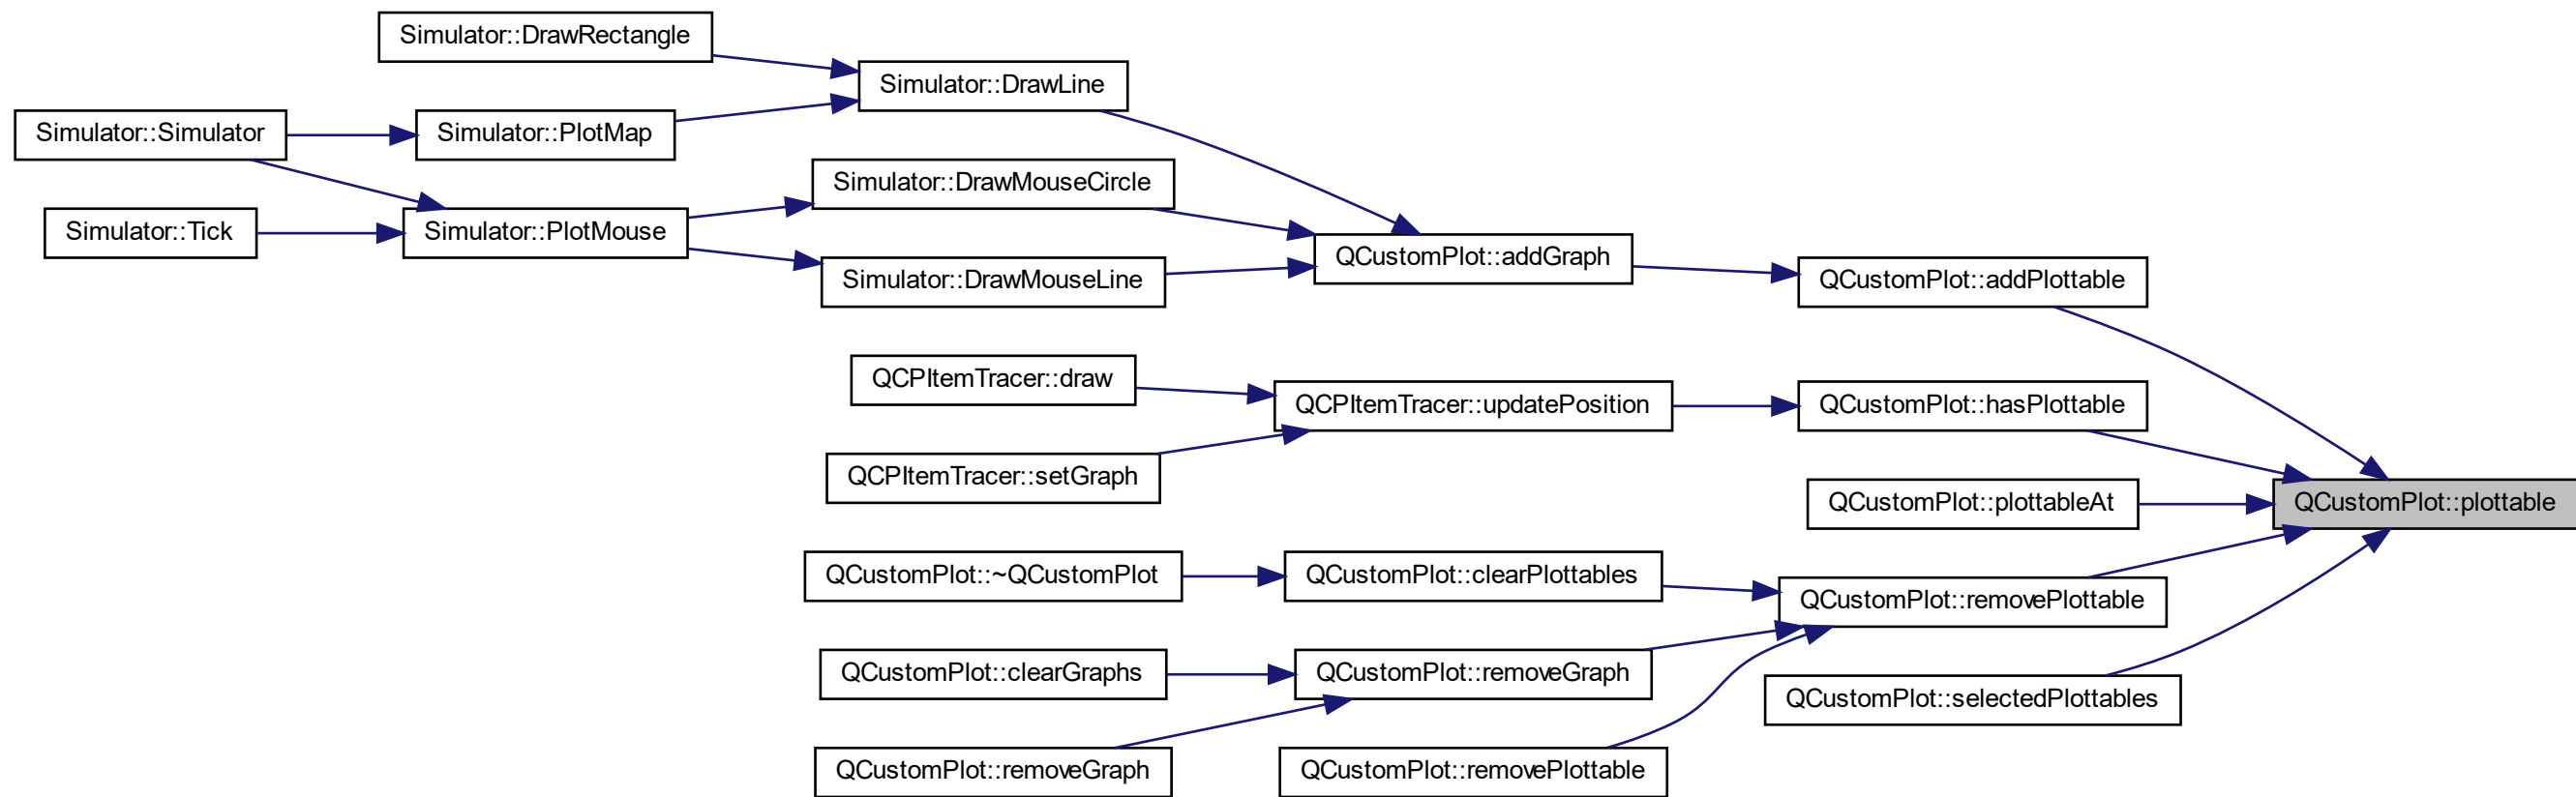 Simulator::DrawRectangle
Simulator::DrawLine
Simulator::Simulator
Simulator::PlotMap
Simulator::DrawMouseCircle
Simulator::Tick
Simulator::PlotMouse
QCustomPlot::addGraph
Simulator::DrawMouseLine
QCustomPlot::addPlottable
QCPItemTracer::draw
QCPItemTracer::updatePosition
QCustomPlot::hasPlottable
QCPItemTracer::setGraph
QCustomPlot::plottableAt
QCustomPlot::plottable
QCustomPlot::~QCustomPlot
QCustomPlot::clearPlottables
QCustomPlot::removePlottable
QCustomPlot::clearGraphs
QCustomPlot::removeGraph
QCustomPlot::selectedPlottables
QCustomPlot::removeGraph
QCustomPlot::removePlottable